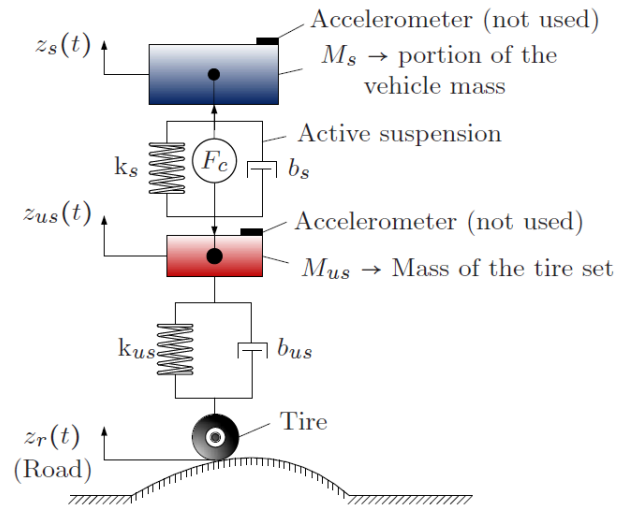 Accelerometer (not used)
z_s(t)
M_s → portion of the
vehicle mass
Active suspension
k_s
F_c
b_s
z_us(t)
Accelerometer (not used)
M_us → Mass of the tire set
k_us
b_us
Tire
z_r(t)
(Road)